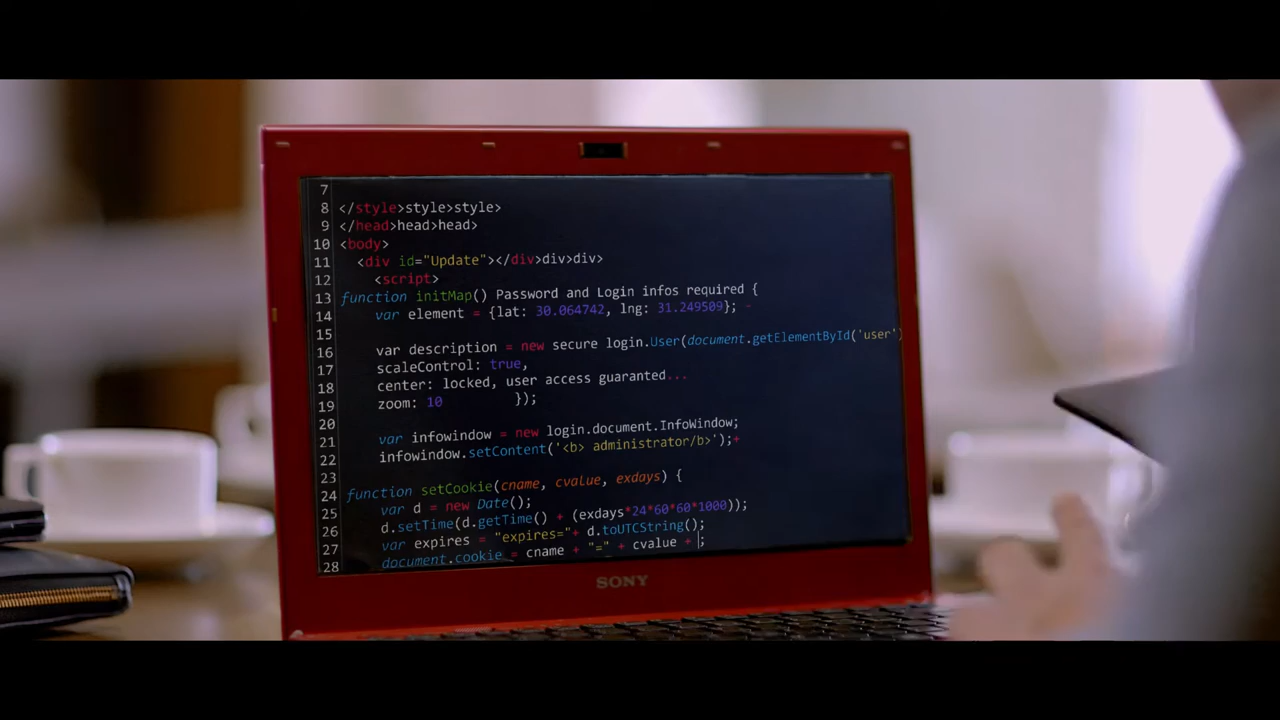 7
8 </style>style>style>
9 </head>head>head>
10 <body>
11 <div id="Update"></div>div>div>
12 <script>
13 function initMap() Password and Login infos required {
14 var element = {lat: 30.064742, lng: 31.249509}; -
15
16 var description = new secure login.User(document.getElementById('user')
17 scaleControl: true,
18 center: locked, user access guaranted...
19 zoom: 10 });
20
21 var infowindow = new login.document.InfoWindow;
22 infowindow.setContent('<b> administrator/b>');+
23
24 function setCookie(cname, cvalue, exdays) {
25 var d = new Date();
26 d.setTime(d.getTime() + (exdays*24*60*60*1000));
27 var expires = "expires="+ d.toUTCString();
28 document.cookie = cname + "=" + cvalue + ;
SONY